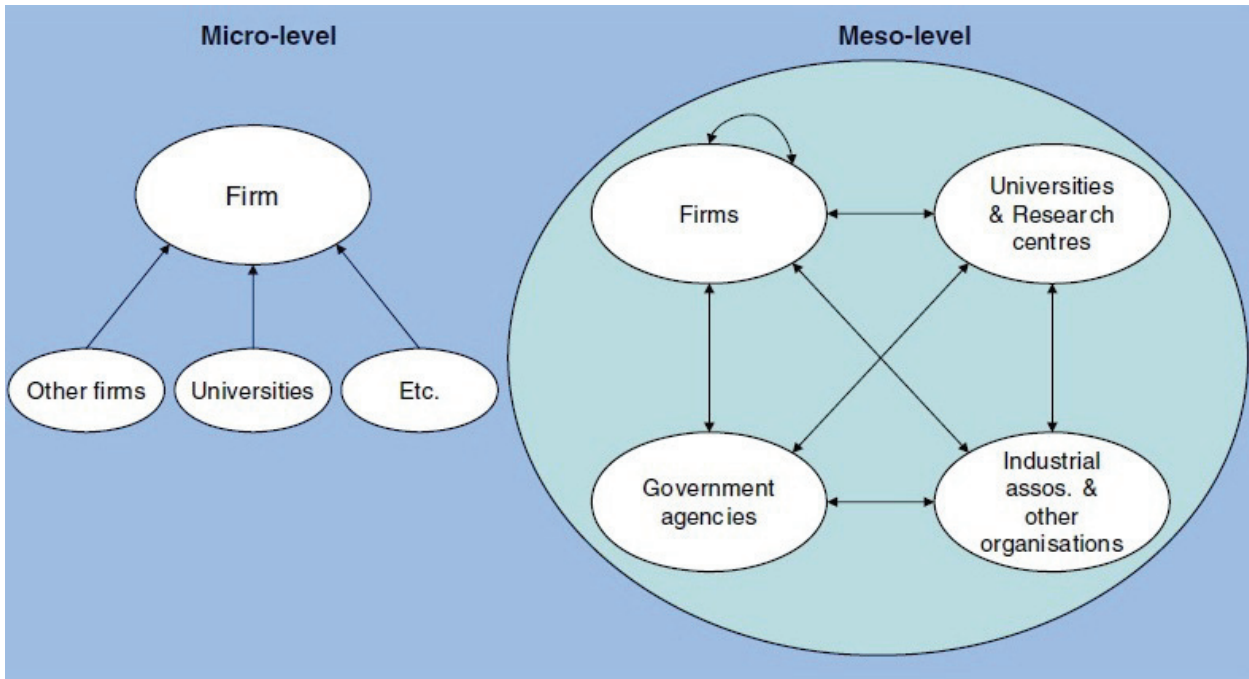 Micro-level
Firm
Other firms
Universities
Etc.
Meso-level
Firms
Universities
& Research
centres
Government
agencies
Industrial
assos. &
other
organisations